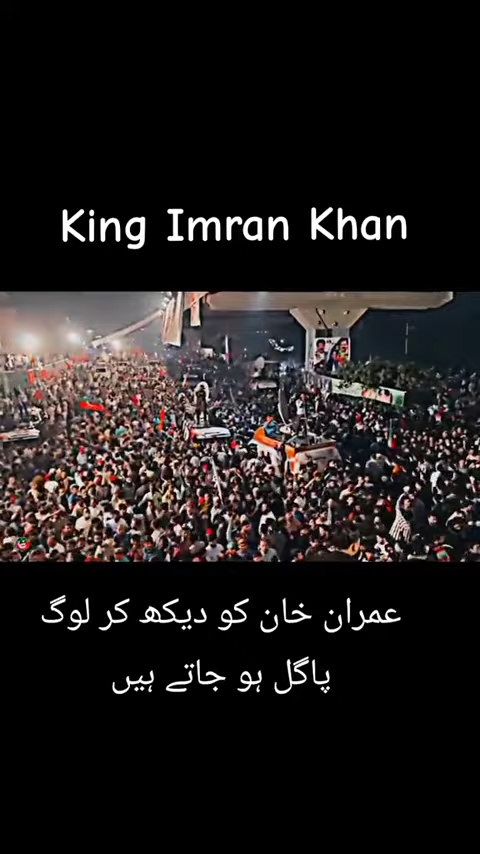 King Imran Khan
عمران خان کو دیکھ کر لوگ
پاگل ہو جاتے ہیں